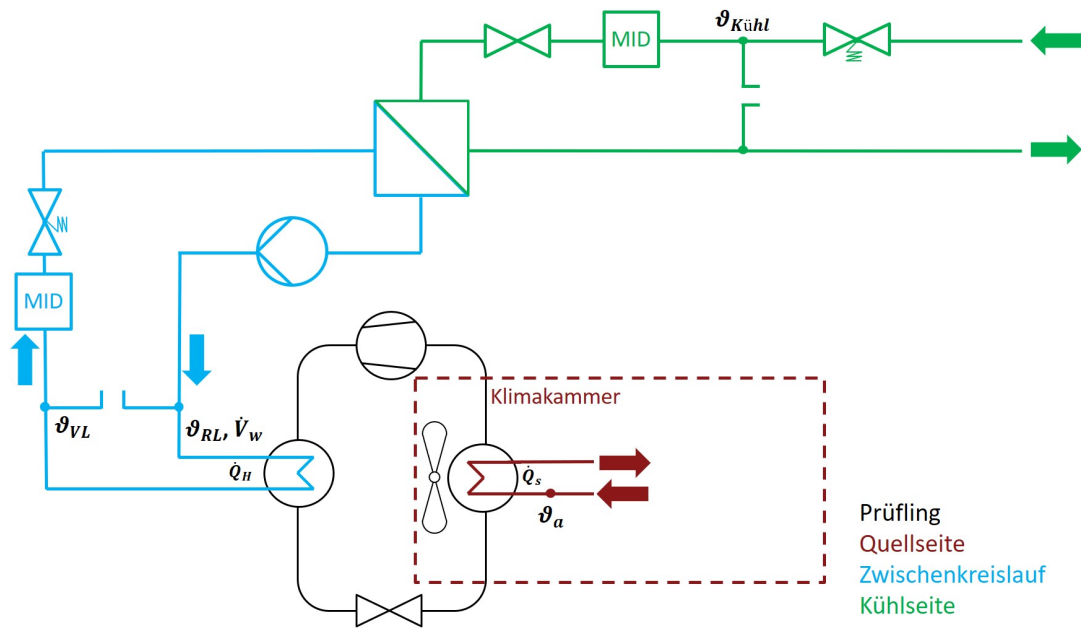 ϑKühl
MID
MID
Klimakammer
ϑVL
ϑRL, V̇w
Q̇H
Q̇s
ϑa
Prüfling
Quellseite
Zwischenkreislauf
Kühlseite